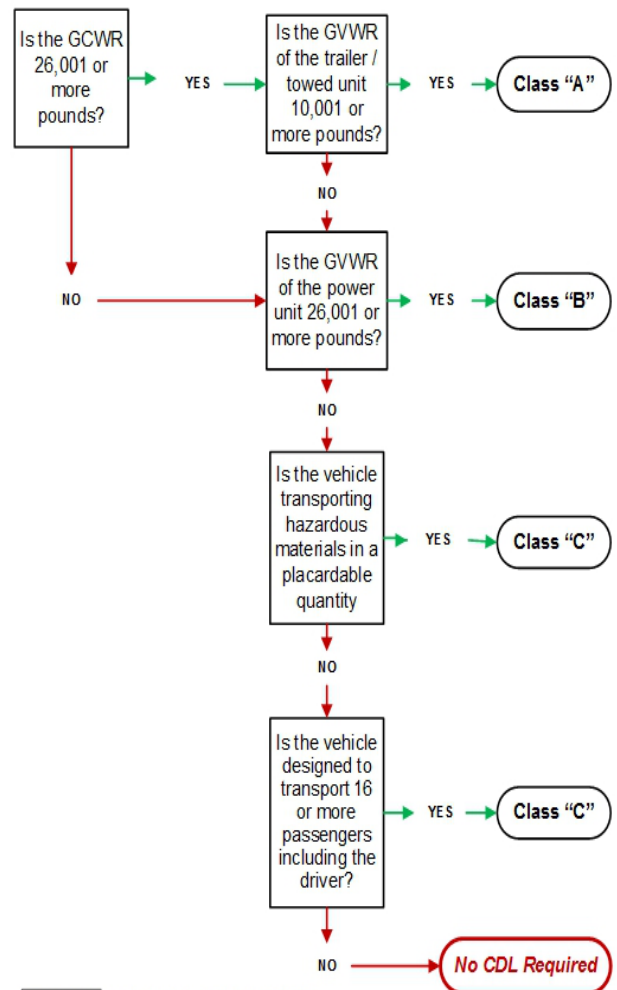 Is the GCWR
26,001 or
more
pounds?
YES
Is the GVWR
of the trailer /
towed unit
10,001 or
more pounds?
YES
Class “A”
NO
NO
Is the GVWR
of the power
unit 26,001 or
more pounds?
YES
Class “B”
NO
Is the vehicle
transporting
hazardous
materials in a
placardable
quantity
YES
Class “C”
NO
Is the vehicle
designed to
transport 16
or more
passengers
including the
driver?
YES
Class “C”
NO
No CDL Required